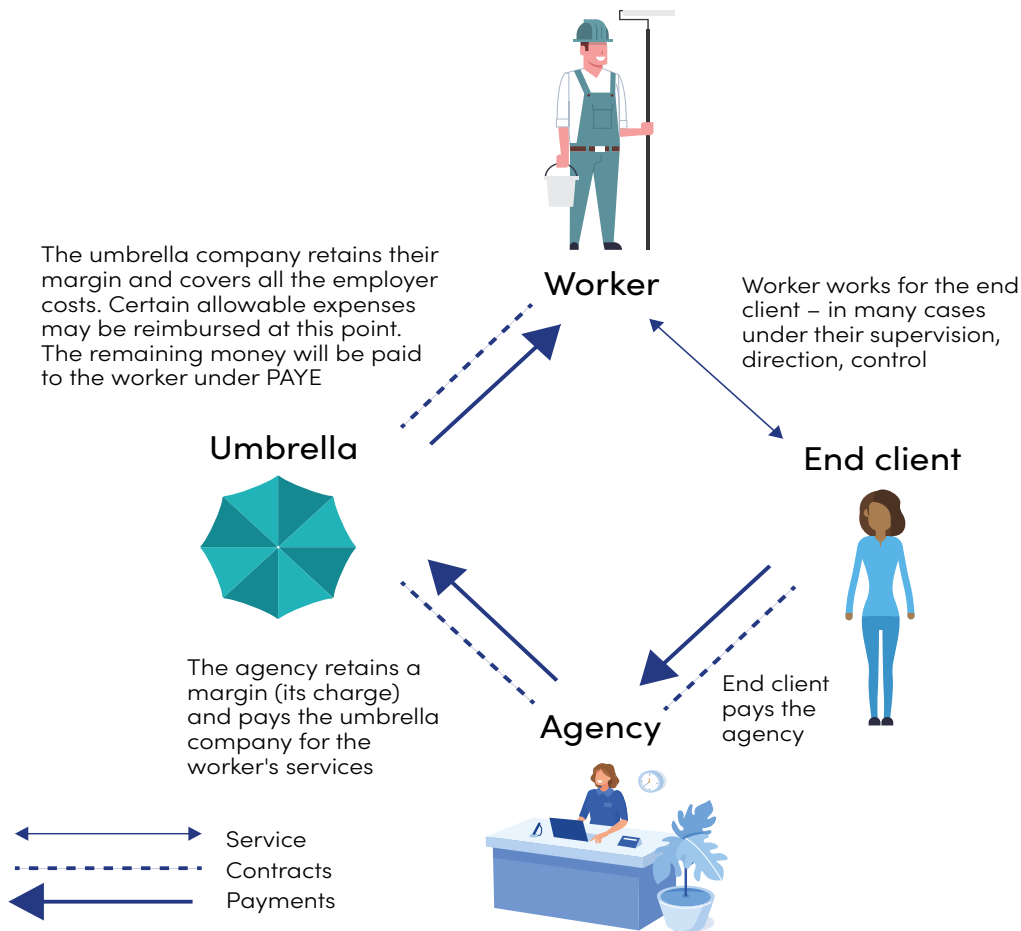 Worker
The umbrella company retains their
margin and covers all the employer
costs. Certain allowable expenses
may be reimbursed at this point.
The remaining money will be paid
to the worker under PAYE
Worker works for the end
client – in many cases
under their supervision,
direction, control
Umbrella
End client
The agency retains a
margin (its charge)
and pays the umbrella
company for the
worker's services
End client
pays the
agency
Agency
Service
Contracts
Payments